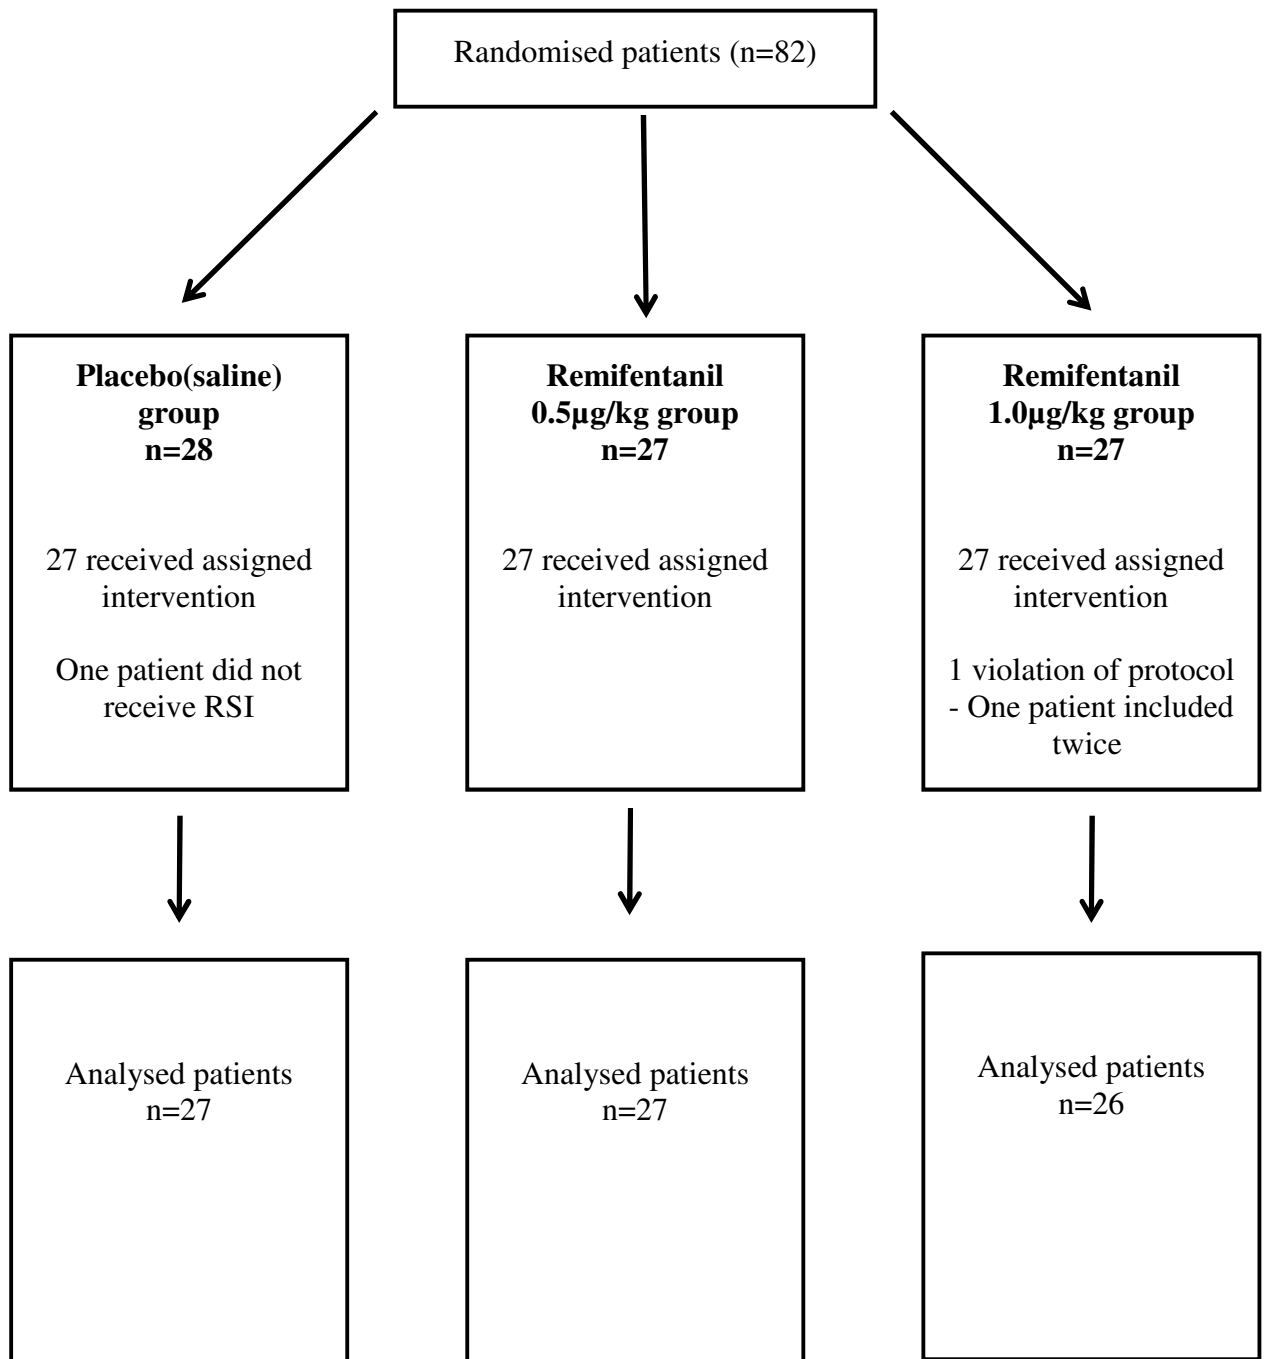 Randomised patients (n=82)
Placebo(saline)
group
n=28
27 received assigned
intervention
One patient did not
receive RSI
Remifentanil
0.5µg/kg group
n=27
27 received assigned
intervention
Remifentanil
1.0µg/kg group
n=27
27 received assigned
intervention
1 violation of protocol
- One patient included
twice
Analysed patients
n=27
Analysed patients
n=27
Analysed patients
n=26